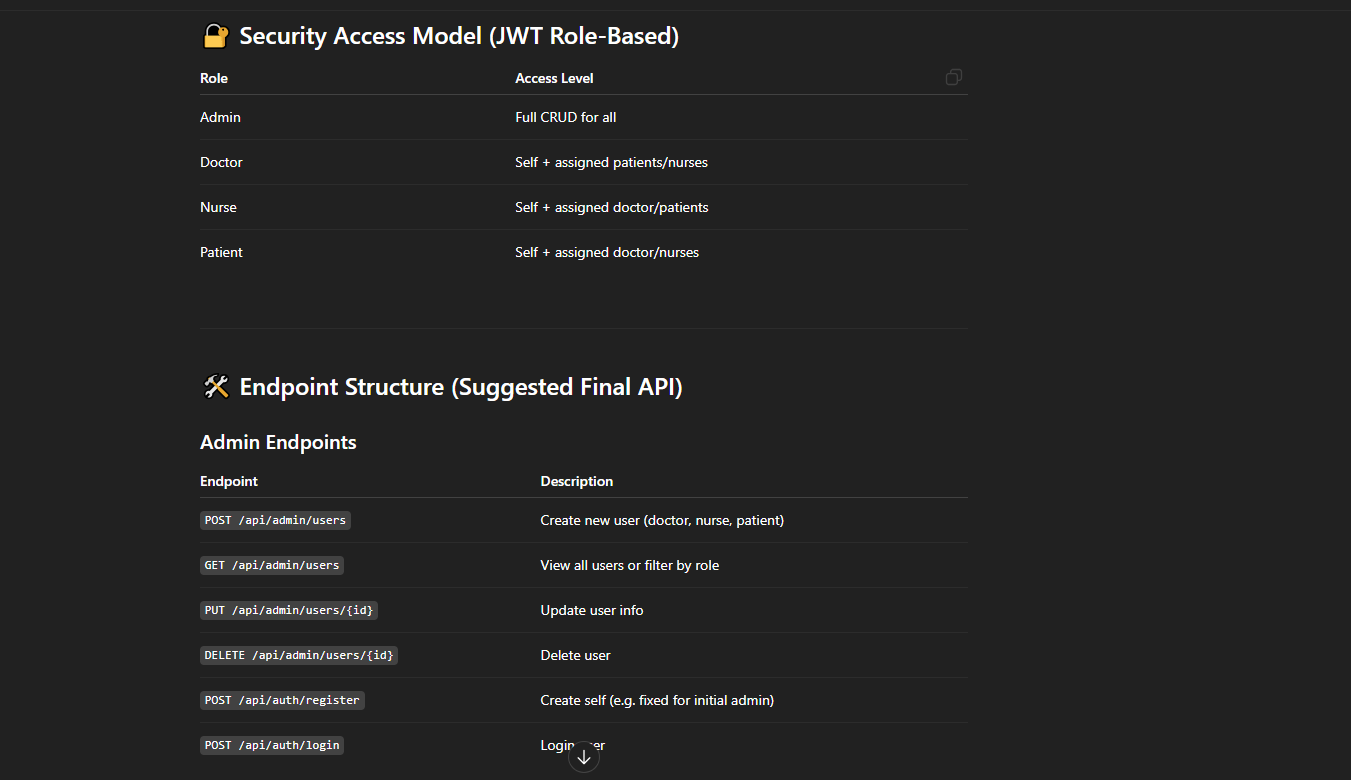 Security Access Model (JWT Role-Based)
Role Access Level
Admin Full CRUD for all
Doctor Self + assigned patients/nurses
Nurse Self + assigned doctor/patients
Patient Self + assigned doctor/nurses
Endpoint Structure (Suggested Final API)
Admin Endpoints
Endpoint Description
POST /api/admin/users Create new user (doctor, nurse, patient)
GET /api/admin/users View all users or filter by role
PUT /api/admin/users/{id} Update user info
DELETE /api/admin/users/{id} Delete user
POST /api/auth/register Create self (e.g. fixed for initial admin)
POST /api/auth/login Login